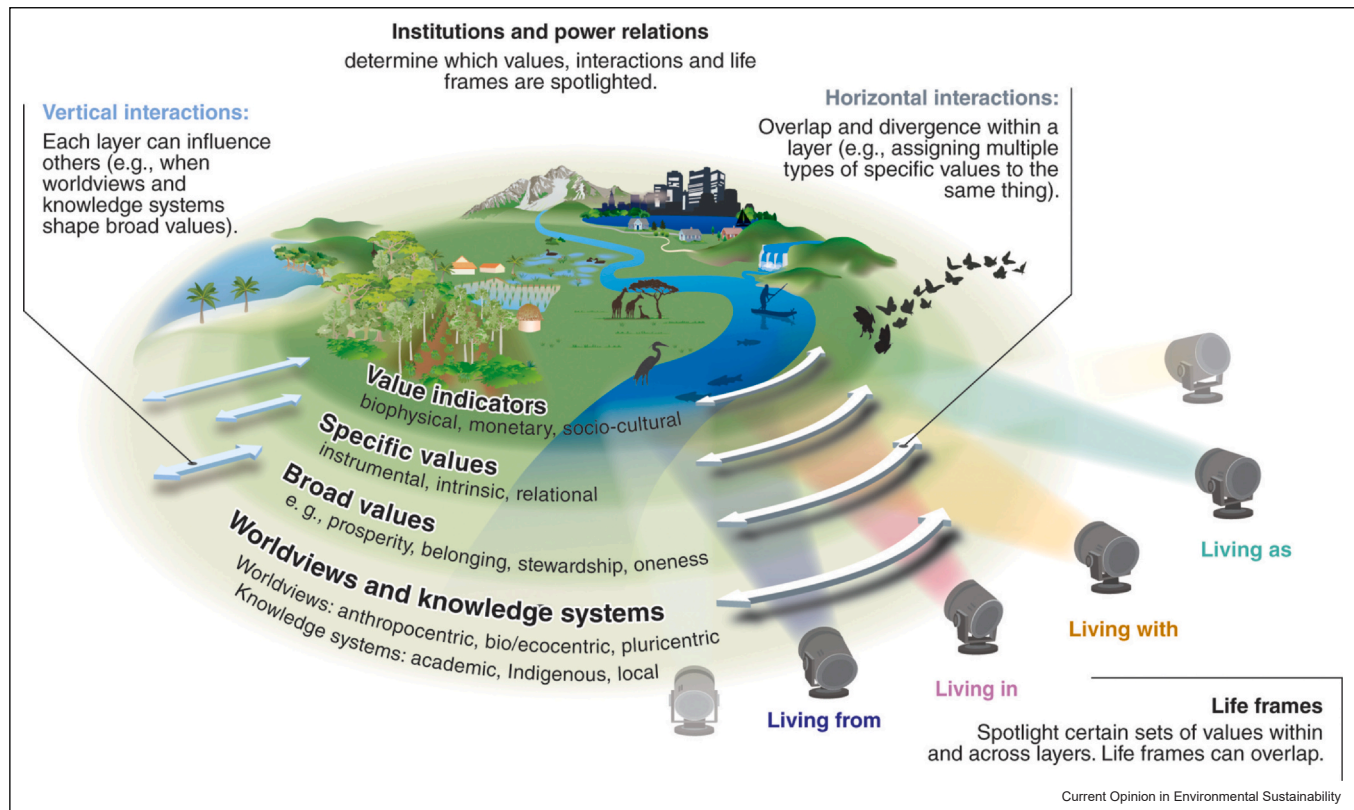 Institutions and power relations
determine which values, interactions and life
frames are spotlighted.
Vertical interactions:
Each layer can influence
others (e.g., when
worldviews and
knowledge systems
shape broad values).
Horizontal interactions:
Overlap and divergence within a
layer (e.g., assigning multiple
types of specific values to the
same thing).
Value indicators
biophysical, monetary, socio-cultural
Specific values
instrumental, intrinsic, relational
Broad values
e. g., prosperity, belonging, stewardship, oneness
Worldviews and knowledge systems
Worldviews: anthropocentric, bio/ecocentric, pluricentric
Knowledge systems: academic, Indigenous, local
Living as
Living with
Living in
Living from
Life frames
Spotlight certain sets of values within
and across layers. Life frames can overlap.
Current Opinion in Environmental Sustainability